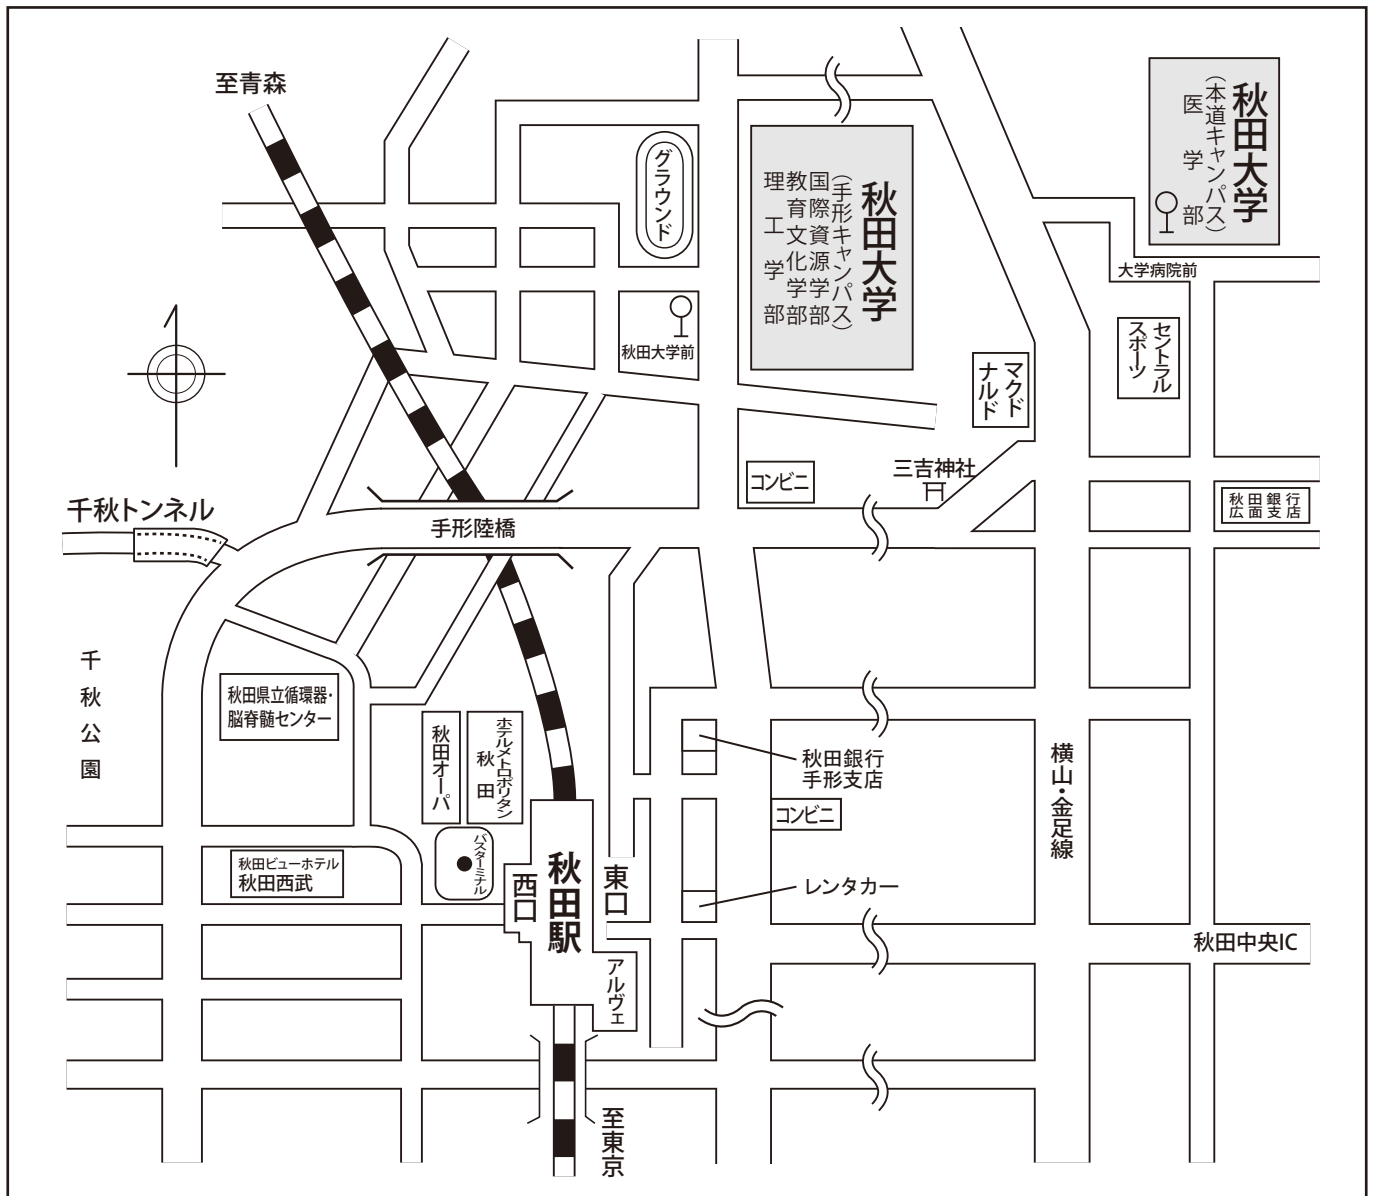 至青森
グラウンド
秋田大学
(手形キャンパス)
国際資源学部
教育文化学部
理工学部
秋田大学
(本道キャンパス)
医学部
大学病院前
セントラル
スポーツ
秋田大学前
マクド
ナルド
コンビニ
三吉神社
秋田銀行
広面支店
千秋トンネル
手形陸橋
千秋公園
秋田県立循環器・
脳脊髄センター
秋田オーパ
ホテルメトロポリタン
秋田
秋田銀行
手形支店
横山・金足線
コンビニ
バスターミナル
秋田ビューホテル
秋田西武
西口
秋田駅
東口
レンタカー
秋田中央IC
アルヴェ
至東京